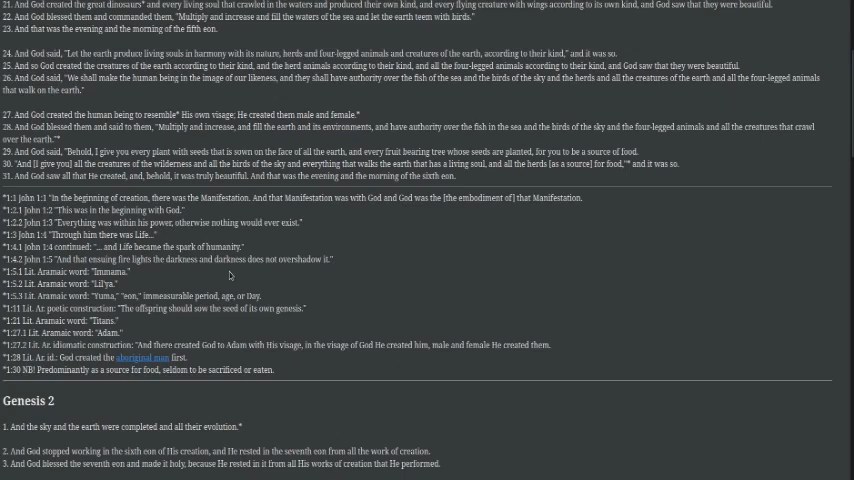 21. And God created the great dinosaurs* and every living soul that crawled in the waters and produced their own kind, and every flying creature with wings according to its own kind, and God saw that they were beautiful.
22. And God blessed them and commanded them, "Multiply and increase and fill the waters of the sea and let the earth teem with birds."
23. And that was the evening and the morning of the fifth eon.
24. And God said, "Let the earth produce living souls in harmony with its nature, herds and four-legged animals and creatures of the earth, according to their kind," and it was so.
25. And so God created the creatures of the earth according to their kind, and the herd animals according to their kind, and all the four-legged animals according to their kind, and God saw that they were beautiful.
26. And God said, "We shall make the human being in the image of our likeness, and they shall have authority over the fish of the sea and the birds of the sky and the herds and all the creatures of the earth and all the four-legged animals
that walk on the earth."
27. And God created the human being to resemble* His own visage; He created them male and female.*
28. And God blessed them and said to them, "Multiply and increase, and fill the earth and its environments, and have authority over the fish in the sea and the birds of the sky and the four-legged animals and all the creatures that crawl
over the earth."*
29. And God said, "Behold, I give you every plant with seeds that is sown on the face of all the earth, and every fruit bearing tree whose seeds are planted, for you to be a source of food.
30. "And [I give you] all the creatures of the wilderness and all the birds of the sky and everything that walks the earth that has a living soul, and all the herds [as a source] for food,"* and it was so.
31. And God saw all that He created, and, behold, it was truly beautiful. And that was the evening and the morning of the sixth eon.
*1:1 John 1:1 "In the beginning of creation, there was the Manifestation. And that Manifestation was with God and God was the [the embodiment of] that Manifestation.
*1:2.1 John 1:2 "This was in the beginning with God."
*1:2.2 John 1:3 "Everything was within his power, otherwise nothing would ever exist."
*1:3 John 1:4 "Through him there was Life..."
*1:4.1 John 1:4 continued: "... and Life became the spark of humanity."
*1:4.2 John 1:5 "And that ensuing fire lights the darkness and darkness does not overshadow it."
*1:5.1 Lit. Aramaic word: "Immama."
*1:5.2 Lit. Aramaic word: "Lil'ya."
*1:5.3 Lit. Aramaic word: "Yuma," "eon," immeasurable period, age, or Day.
*1:11 Lit. Ar. poetic construction: "The offspring should sow the seed of its own genesis."
*1:21 Lit. Aramaic word: "Titans."
*1:27.1 Lit. Aramaic word: "Adam."
*1:27.2 Lit. Ar. idiomatic construction: "And there created God to Adam with His visage, in the visage of God He created him, male and female He created them.
*1:28 Lit. Ar. id.: God created the aboriginal man first.
*1:30 NB! Predominantly as a source for food, seldom to be sacrificed or eaten.
Genesis 2
1. And the sky and the earth were completed and all their evolution.*
2. And God stopped working in the sixth eon of His creation, and He rested in the seventh eon from all the work of creation.
3. And God blessed the seventh eon and made it holy, because He rested in it from all His works of creation that He performed.